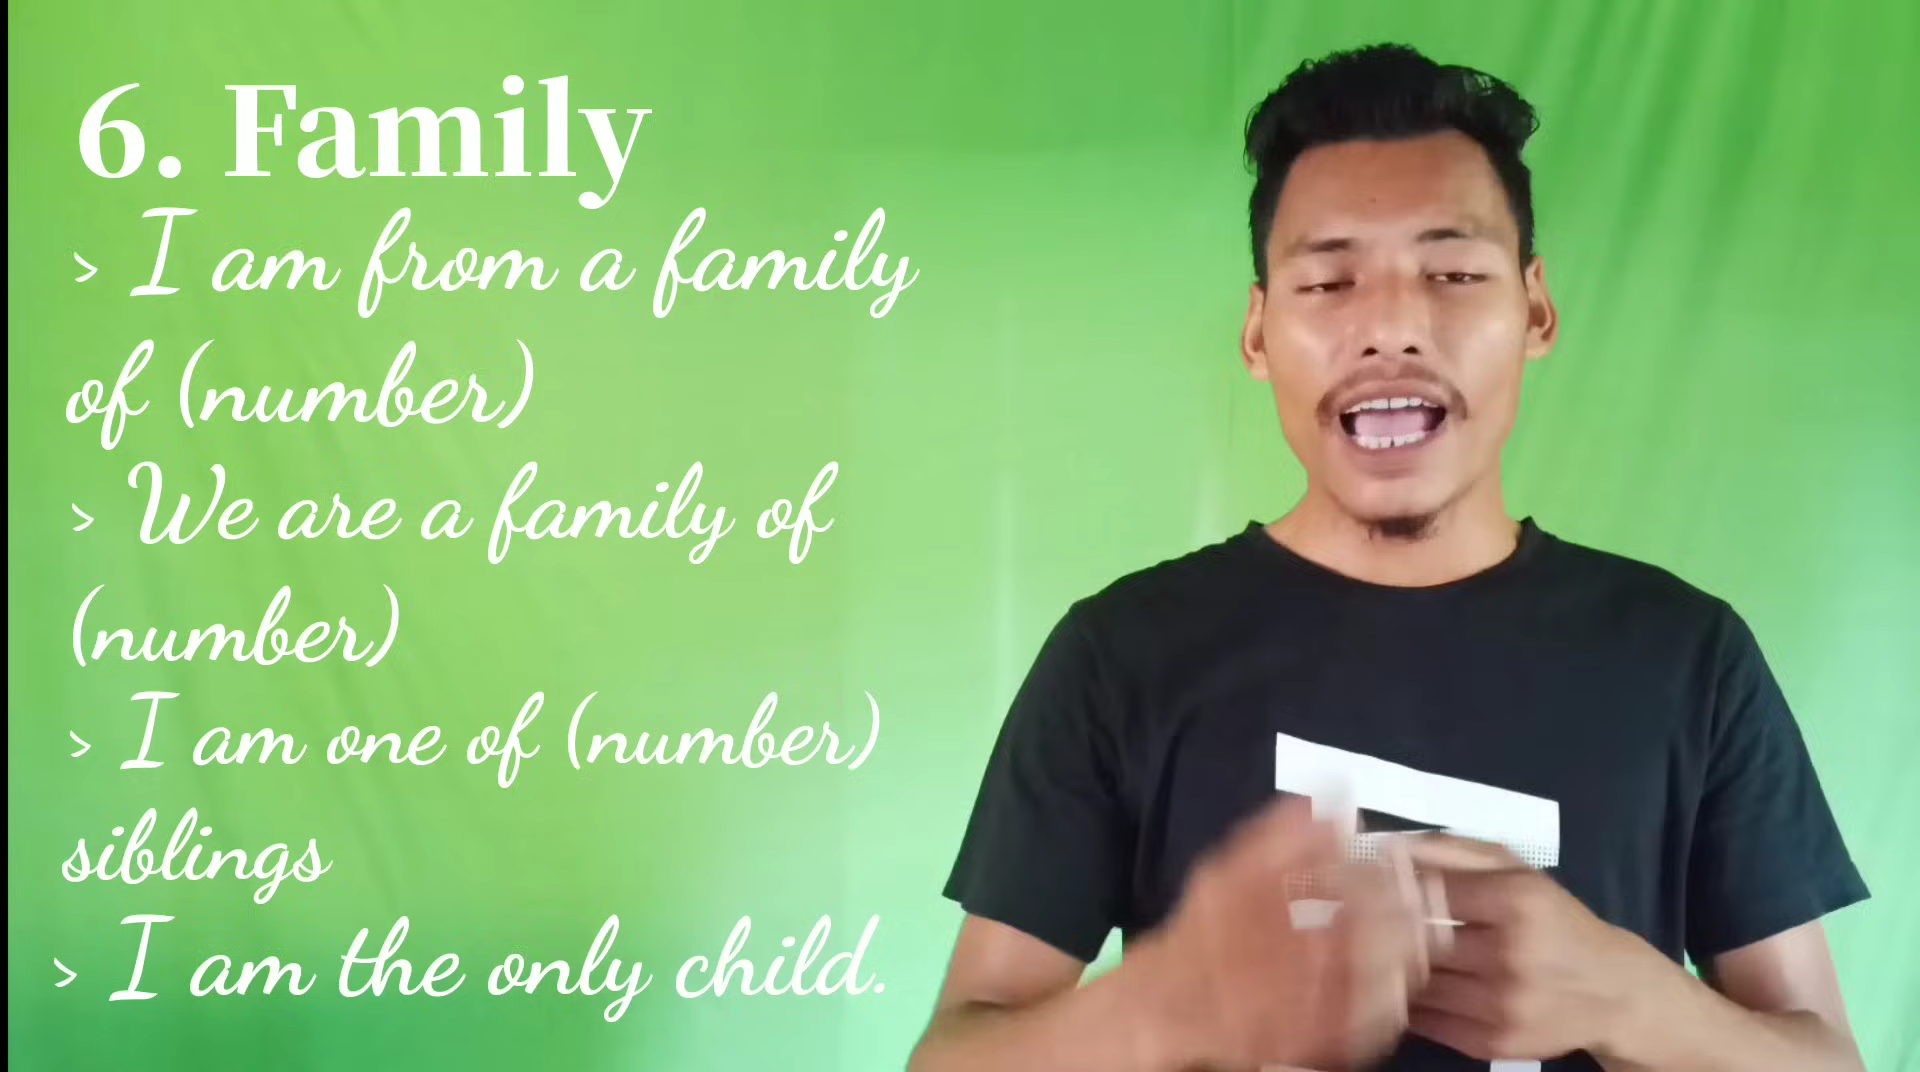 6. Family
> I am from a family
of (number)
> We are a family of
(number)
> I am one of (number)
siblings
> I am the only child.